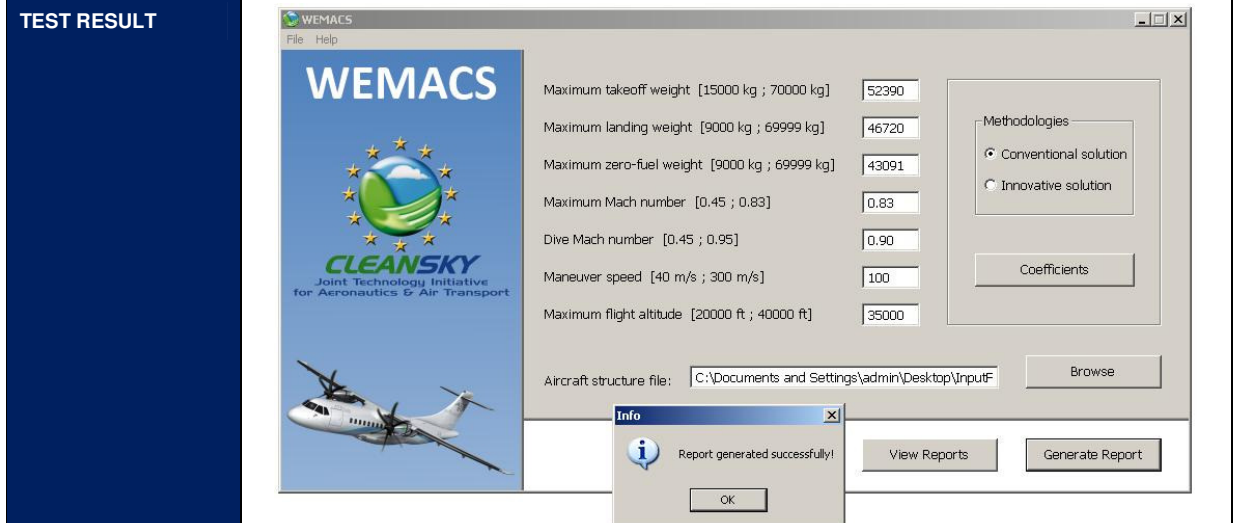 TEST RESULT
WEMACS
File Help
WEMACS
CLEANSKY
Joint Technology Initiative
for Aeronautics & Air Transport
Maximum takeoff weight [15000 kg ; 70000 kg] 52390
Maximum landing weight [9000 kg ; 69999 kg] 46720
Maximum zero-fuel weight [9000 kg ; 69999 kg] 43091
Maximum Mach number [0.45 ; 0.83] 0.83
Dive Mach number [0.45 ; 0.95] 0.90
Maneuver speed [40 m/s ; 300 m/s] 100
Maximum flight altitude [20000 ft ; 40000 ft] 35000
Methodologies
Conventional solution
Innovative solution
Coefficients
Aircraft structure file: C:\Documents and Settings\admin\Desktop\InputF Browse
Info
Report generated successfully!
OK
View Reports Generate Report